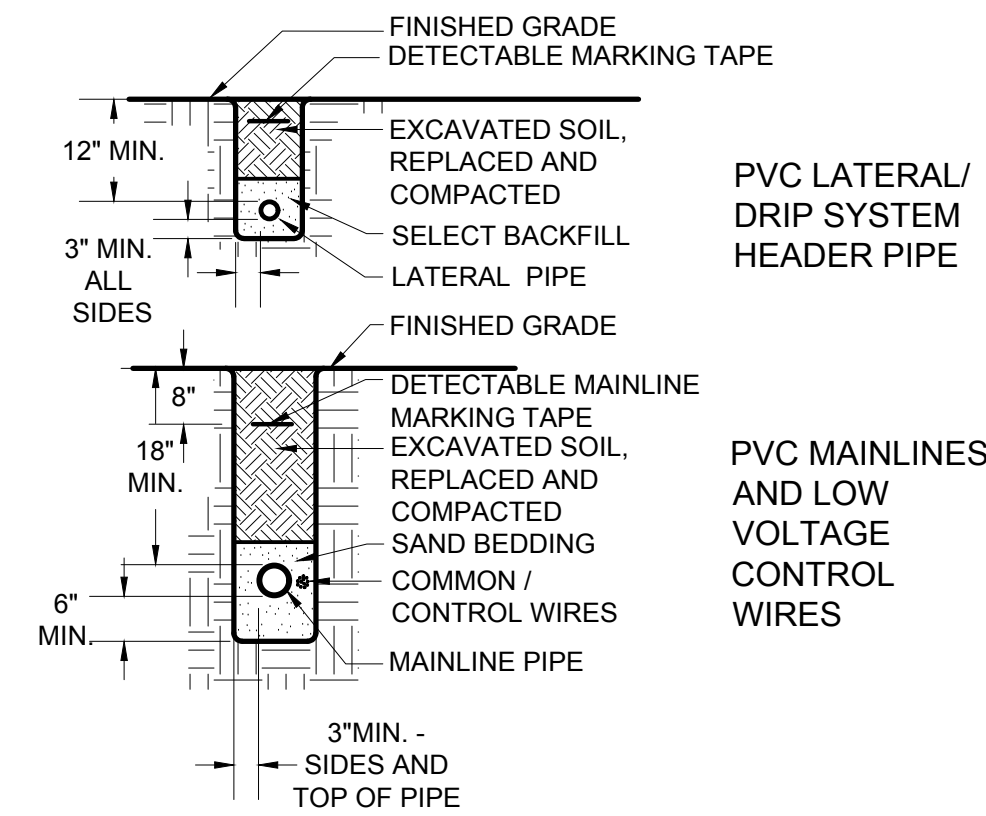 FINISHED GRADE
DETECTABLE MARKING TAPE
12" MIN.
EXCAVATED SOIL,
REPLACED AND
COMPACTED
SELECT BACKFILL
3" MIN.
ALL
SIDES
LATERAL PIPE
PVC LATERAL/
DRIP SYSTEM
HEADER PIPE
FINISHED GRADE
8"
DETECTABLE MAINLINE
MARKING TAPE
18"
MIN.
EXCAVATED SOIL,
REPLACED AND
COMPACTED
SAND BEDDING
COMMON /
CONTROL WIRES
6"
MIN.
MAINLINE PIPE
3"MIN. -
SIDES AND
TOP OF PIPE
PVC MAINLINES
AND LOW
VOLTAGE
CONTROL
WIRES